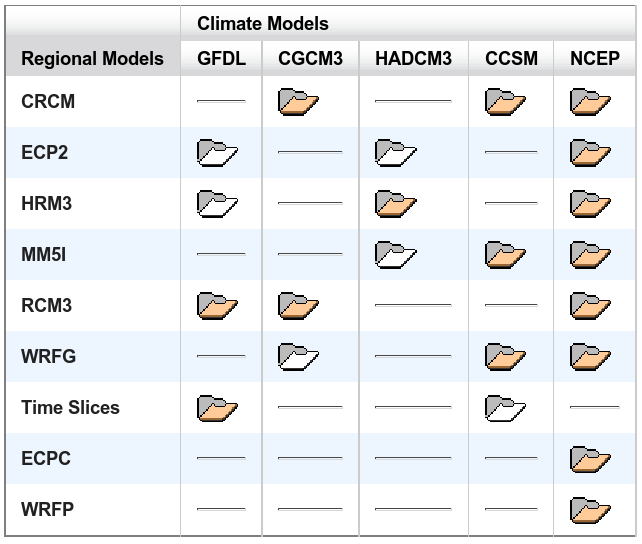 Climate Models
Regional Models GFDL CGCM3 HADCM3 CCSM NCEP
CRCM
ECP2
HRM3
MM5I
RCM3
WRFG
Time Slices
ECPC
WRFP